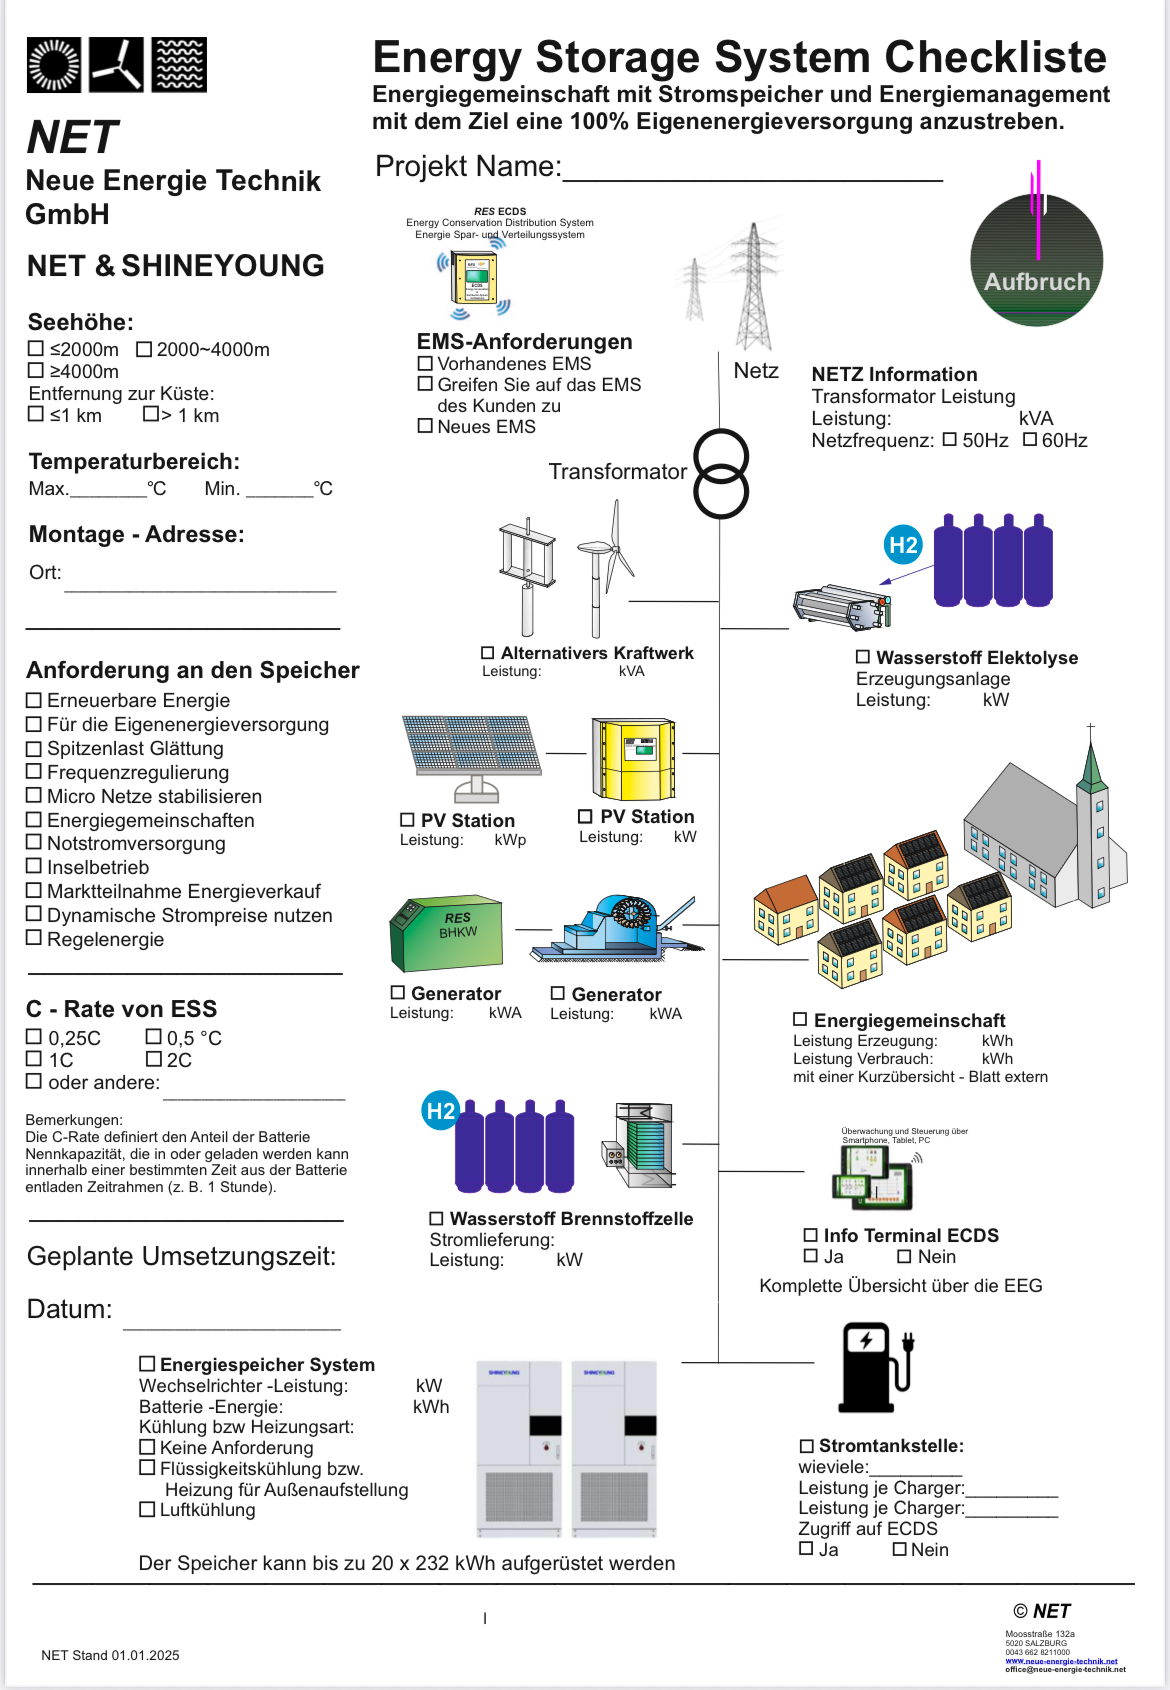 Energy Storage System Checkliste
Energiegemeinschaft mit Stromspeicher und Energiemanagement
mit dem Ziel eine 100% Eigenenergieversorgung anzustreben.
Projekt Name:_______________________
NET
Neue Energie Technik
GmbH
NET & SHINEYOUNG
Seehöhe:
☐ ≤2000m ☐ 2000~4000m
☐ ≥4000m
Entfernung zur Küste:
☐ ≤1 km ☐> 1 km
Temperaturbereich:
Max._______°C Min. ______°C
Montage - Adresse:
Ort: _________________________
Anforderung an den Speicher
☐ Erneuerbare Energie
☐ Für die Eigenenergieversorgung
☐ Spitzenlast Glättung
☐ Frequenzregulierung
☐ Micro Netze stabilisieren
☐ Energiegemeinschaften
☐ Notstromversorgung
☐ Inselbetrieb
☐ Marktteilnahme Energieverkauf
☐ Dynamische Strompreise nutzen
☐ Regelenergie
C - Rate von ESS
☐ 0,25C ☐ 0,5 °C
☐ 1C ☐ 2C
☐ oder andere:_________________
Bemerkungen:
Die C-Rate definiert den Anteil der Batterie
Nennkapazität, die in oder geladen werden kann
innerhalb einer bestimmten Zeit aus der Batterie
entladen Zeitrahmen (z. B. 1 Stunde).
Geplante Umsetzungszeit:
Datum: ________________
RES ECDS
Energy Conservation Distribution System
Energie Spar- und Verteilungssystem
ECDS
EMS-Anforderungen
☐ Vorhandenes EMS
☐ Greifen Sie auf das EMS
des Kunden zu
☐ Neues EMS
Netz
Aufbruch
NETZ Information
Transformator Leistung
Leistung: kVA
Netzfrequenz: ☐ 50Hz ☐ 60Hz
Transformator
H2
☐ Alternativers Kraftwerk
Leistung: kVA
☐ Wasserstoff Elektolyse
Erzeugungsanlage
Leistung: kW
☐ PV Station
Leistung: kWp
☐ PV Station
Leistung: kW
RES
BHKW
☐ Generator
Leistung: kWA
☐ Generator
Leistung: kWA
☐ Energiegemeinschaft
Leistung Erzeugung: kWh
Leistung Verbrauch: kWh
mit einer Kurzübersicht - Blatt extern
H2
☐ Wasserstoff Brennstoffzelle
Stromlieferung:
Leistung: kW
Überwachung und Steuerung über
Smartphone, Tablet, PC
☐ Info Terminal ECDS
☐ Ja ☐ Nein
Komplette Übersicht über die EEG
☐ Energiespeicher System
Wechselrichter -Leistung: kW
Batterie -Energie: kWh
Kühlung bzw Heizungsart:
☐ Keine Anforderung
☐ Flüssigkeitskühlung bzw.
Heizung für Außenaufstellung
☐ Luftkühlung
SHINEYOUNG
SHINEYOUNG
☐ Stromtankstelle:
wieviele:_________
Leistung je Charger:_________
Leistung je Charger:_________
Zugriff auf ECDS
☐ Ja ☐ Nein
Der Speicher kann bis zu 20 x 232 kWh aufgerüstet werden
I
NET Stand 01.01.2025
© NET
Moosstraße 132a
5020 SALZBURG
0043 662 8211000
www.neue-energie-technik.net
office@neue-energie-technik.net